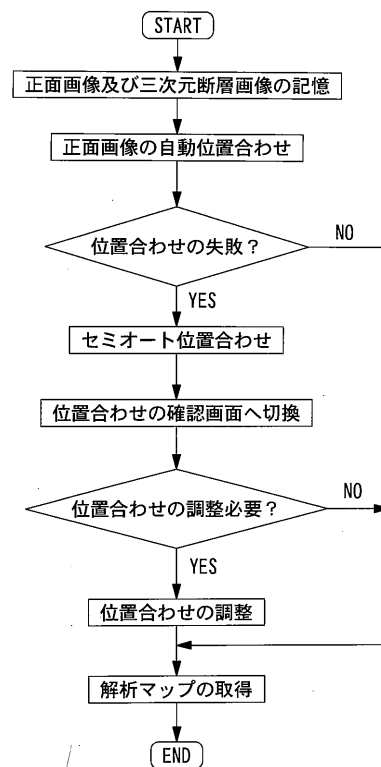 START
正面画像及び三次元断層画像の記憶
正面画像の自動位置合わせ
位置合わせの失敗？
NO
YES
セミオート位置合わせ
位置合わせの確認画面へ切換
位置合わせの調整必要？
NO
YES
位置合わせの調整
解析マップの取得
END